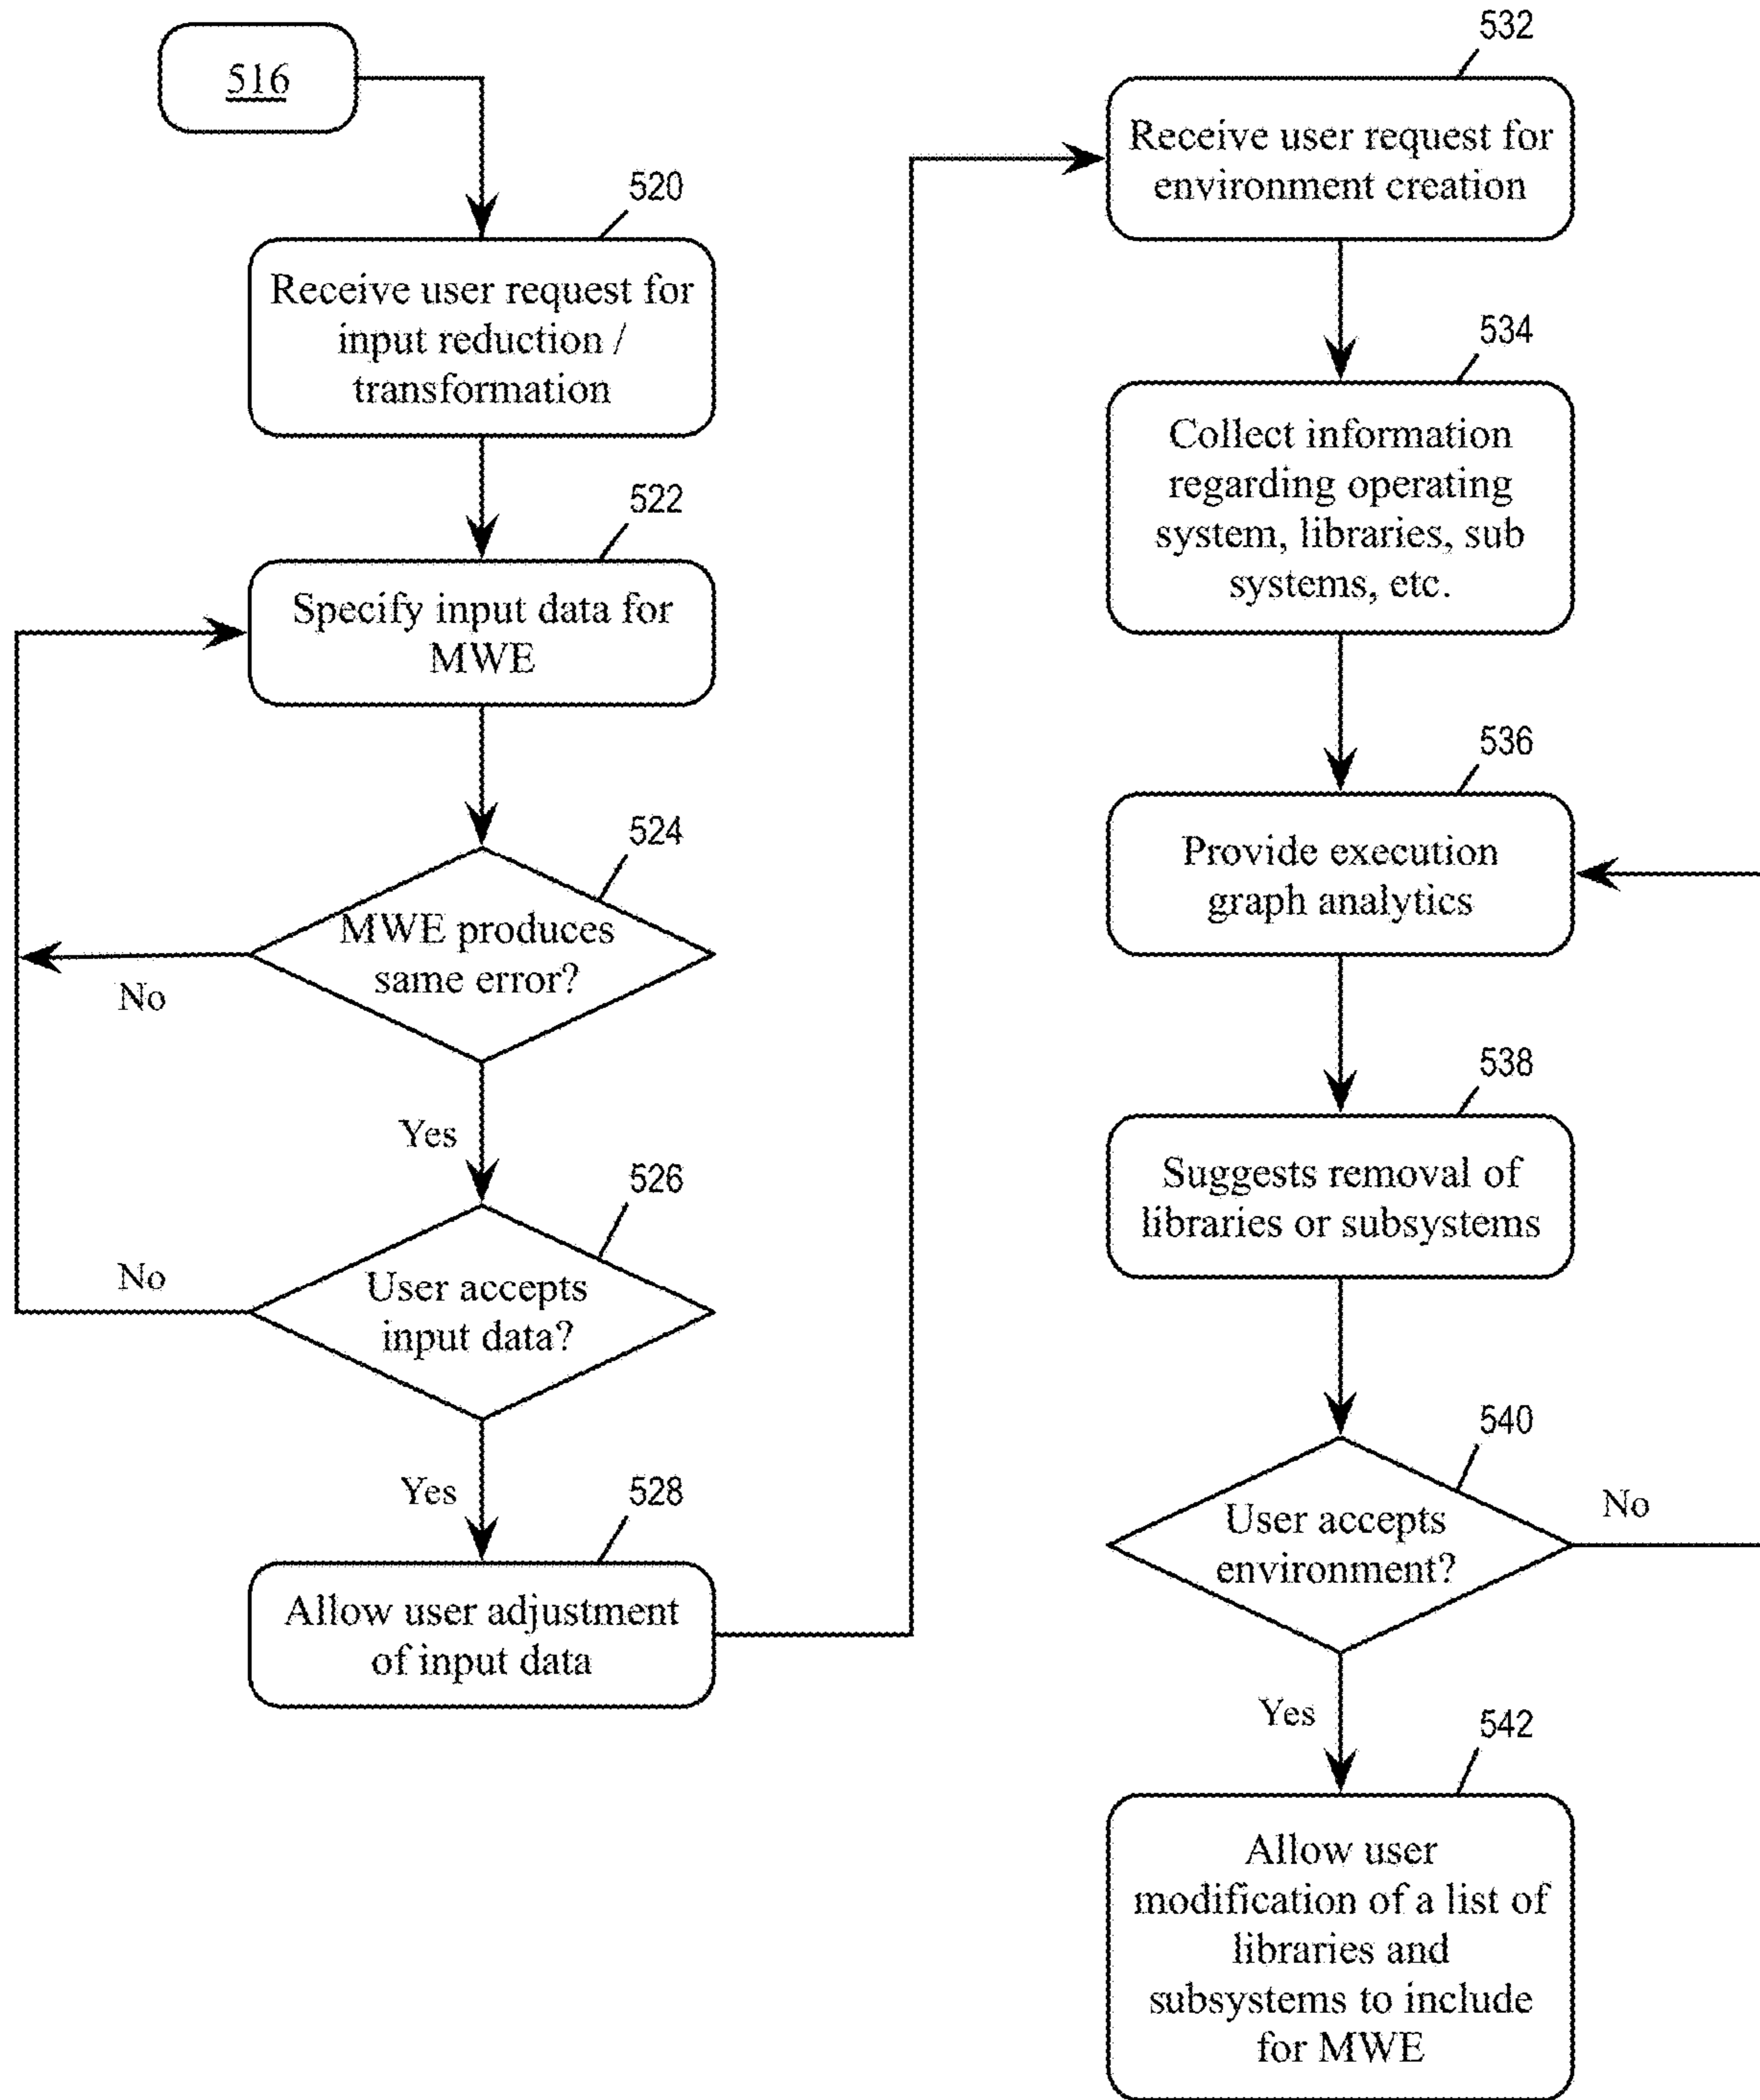 516
520
Receive user request for
input reduction /
transformation
522
Specify input data for
MWE
524
MWE produces
same error?
No
Yes
526
User accepts
input data?
No
Yes
528
Allow user adjustment
of input data
532
Receive user request for
environment creation
534
Collect information
regarding operating
system, libraries, sub
systems, etc.
536
Provide execution
graph analytics
538
Suggests removal of
libraries or subsystems
540
User accepts
environment?
No
Yes
542
Allow user
modification of a list of
libraries and
subsystems to include
for MWE